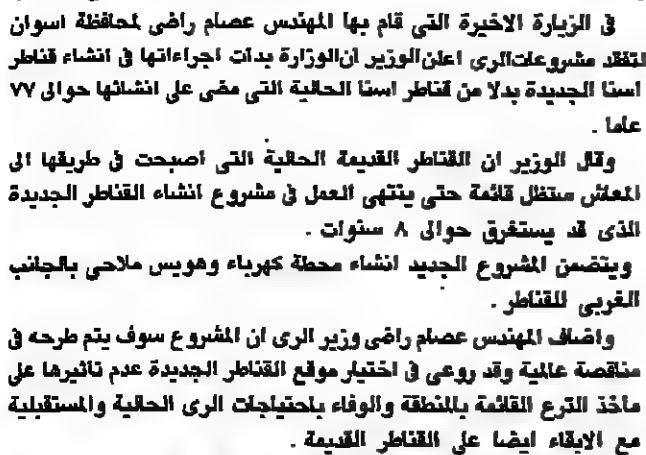 فى الزيارة الاخيرة التى قام بها المهندس عصام راضى لمحافظة اسوان
لتفقد مشروعات الرى اعلن الوزير ان الوزارة بدات اجراءاتها فى انشاء قناطر
اسنا الجديدة بدلا من قناطر اسنا الحالية التى مضى على انشائها حوالى ٧٧
عاما .
وقال الوزير ان القناطر القديمة الحالية التى اصبحت فى طريقها الى
المعاش ستظل قائمة حتى ينتهى العمل فى مشروع انشاء القناطر الجديدة
الذى قد يستغرق حوالى ٨ سنوات .
ويتضمن المشروع الجديد انشاء محطة كهرباء وهويس ملاحي بالجانب
الغربى للقناطر .
واضاف المهندس عصام راضى وزير الرى ان المشروع سوف يتم طرحه فى
مناقصة عالمية وقد روعى فى اختيار موقع القناطر الجديدة عدم تاثيرها على
مأخذ الترع القائمة بالمنطقة والوفاء باحتياجات الرى الحالية والمستقبلية
مع الابقاء ايضا على القناطر القديمة .